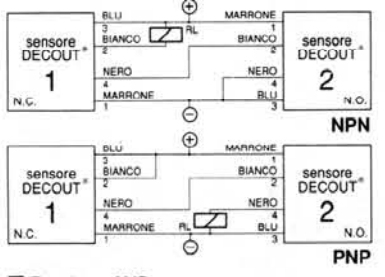 BLU MARRONE
3 RL 1
sensore BIANCO BIANCO sensore
DECOUT® 2 2 DECOUT®
1 NERO NERO 2
4 4
N.C. MARRONE BLU N.O.
1 3
NPN
BLU MARRONE
3 1
sensore BIANCO BIANCO sensore
DECOUT® 2 2 DECOUT®
1 NERO NERO 2
4 4
N.C. MARRONE RL BLU N.O.
1 3
PNP